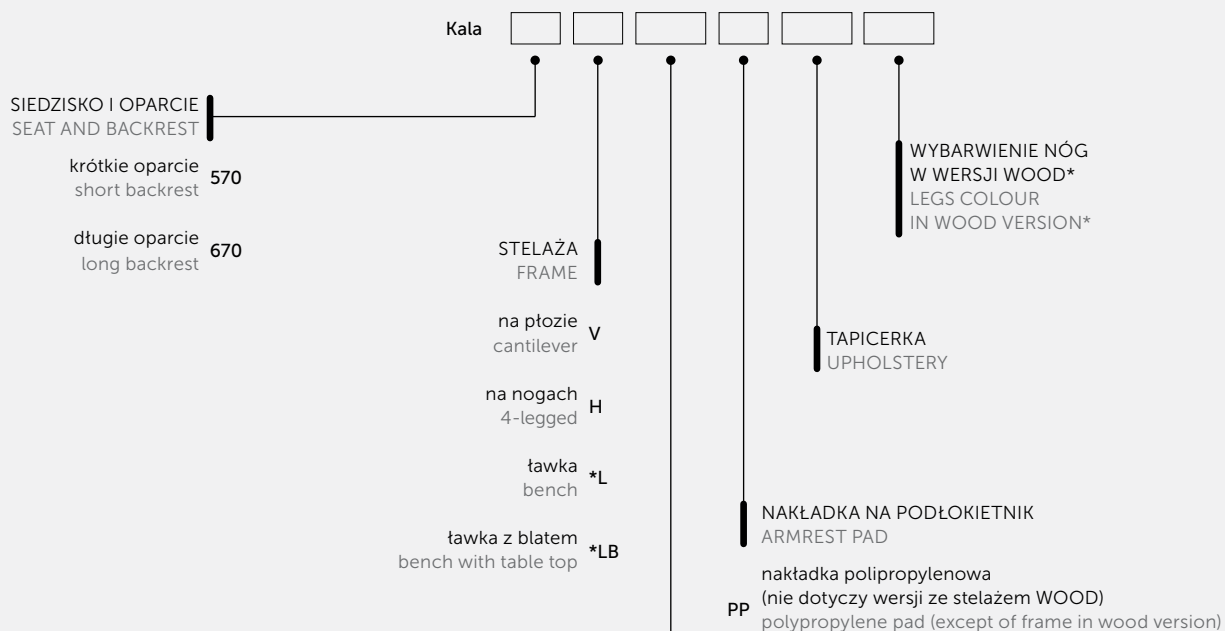 Kala
SIEDZISKO I OPARCIE
SEAT AND BACKREST
krótkie oparcie
short backrest
570
długie oparcie
long backrest
670
STELAŻA
FRAME
na płozie
cantilever
V
na nogach
4-legged
H
ławka
bench
*L
ławka z blatem
bench with table top
*LB
NAKŁADKA NA PODŁOKIETNIK
ARMREST PAD
PP
nakładka polipropylenowa
(nie dotyczy wersji ze stelażem WOOD)
polypropylene pad (except of frame in wood version)
TAPICERKA
UPHOLSTERY
WYBARWIENIE NÓG
W WERSJI WOOD*
LEGS COLOUR
IN WOOD VERSION*